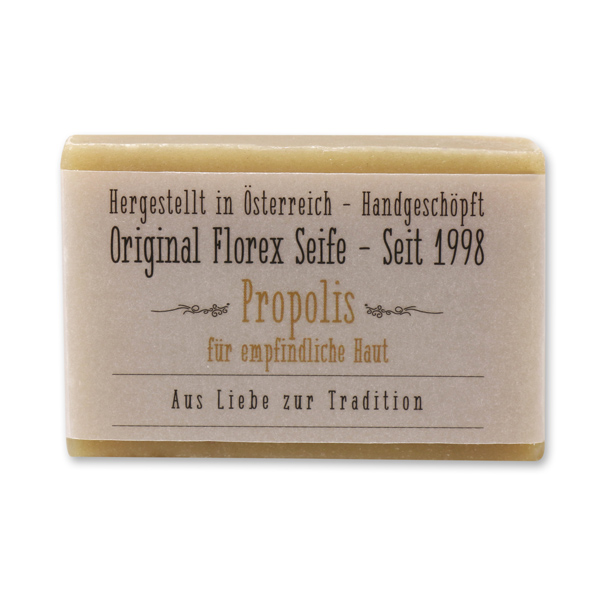 Hergestellt in Österreich - Handgeschöpft
Original Florex Seife - Seit 1998
Propolis
für empfindliche Haut
Aus Liebe zur Tradition